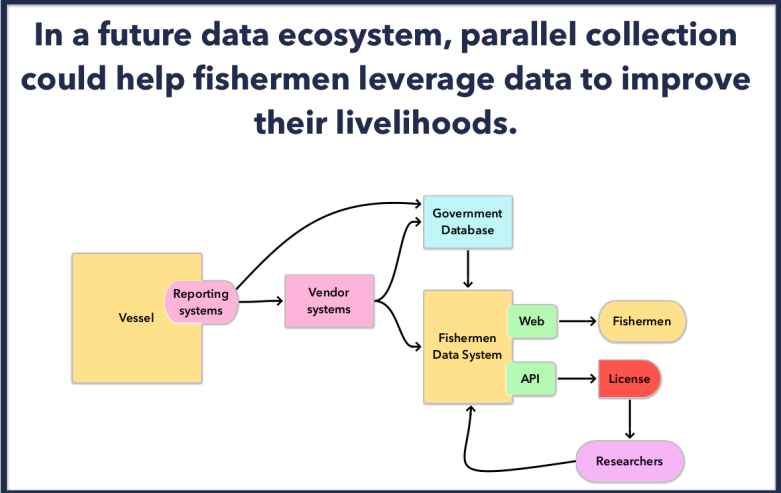 In a future data ecosystem, parallel collection
could help fishermen leverage data to improve
their livelihoods.
Government
Database
Reporting
systems
Vendor
systems
Vessel
Web
Fishermen
Fishermen
Data System
API
License
Researchers